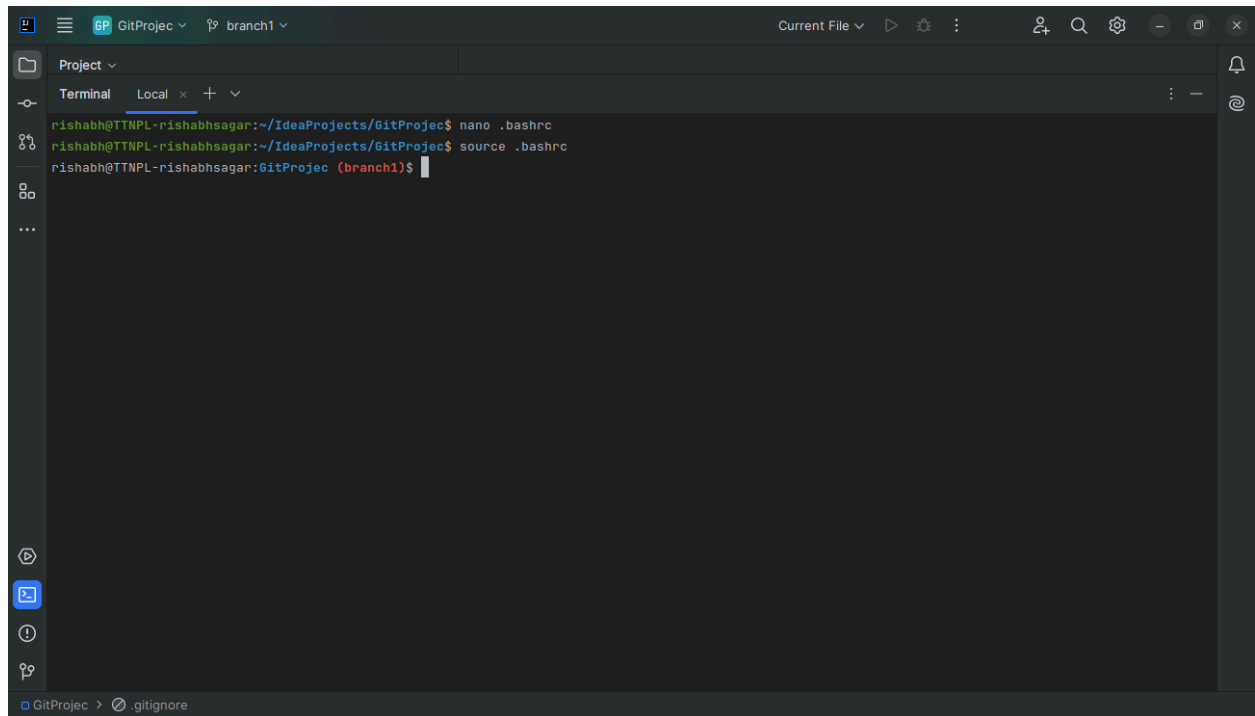 GP GitProjec branch1 Current File
Project
Terminal Local
rishabh@TTNPL-rishabhsagar:~/IdeaProjects/GitProjec$ nano .bashrc
rishabh@TTNPL-rishabhsagar:~/IdeaProjects/GitProjec$ source .bashrc
rishabh@TTNPL-rishabhsagar:GitProjec (branch1)$
GitProjec > .gitignore